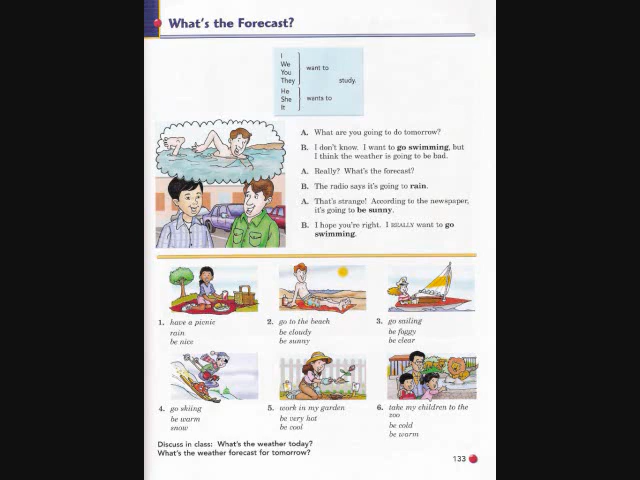 What's the Forecast?
I
We
You
They
want to
study.
He
She
It
wants to
A. What are you going to do tomorrow?
B. I don't know. I want to go swimming, but
I think the weather is going to be bad.
A. Really? What's the forecast?
B. The radio says it's going to rain.
A. That's strange! According to the newspaper,
it's going to be sunny.
B. I hope you're right. I REALLY want to go
swimming.
1. have a picnic
rain
be nice
2. go to the beach
be cloudy
be sunny
3. go sailing
be foggy
be clear
4. go skiing
be warm
snow
5. work in my garden
be very hot
be cool
6. take my children to the
zoo
be cold
be warm
Discuss in class: What's the weather today?
What's the weather forecast for tomorrow?
133